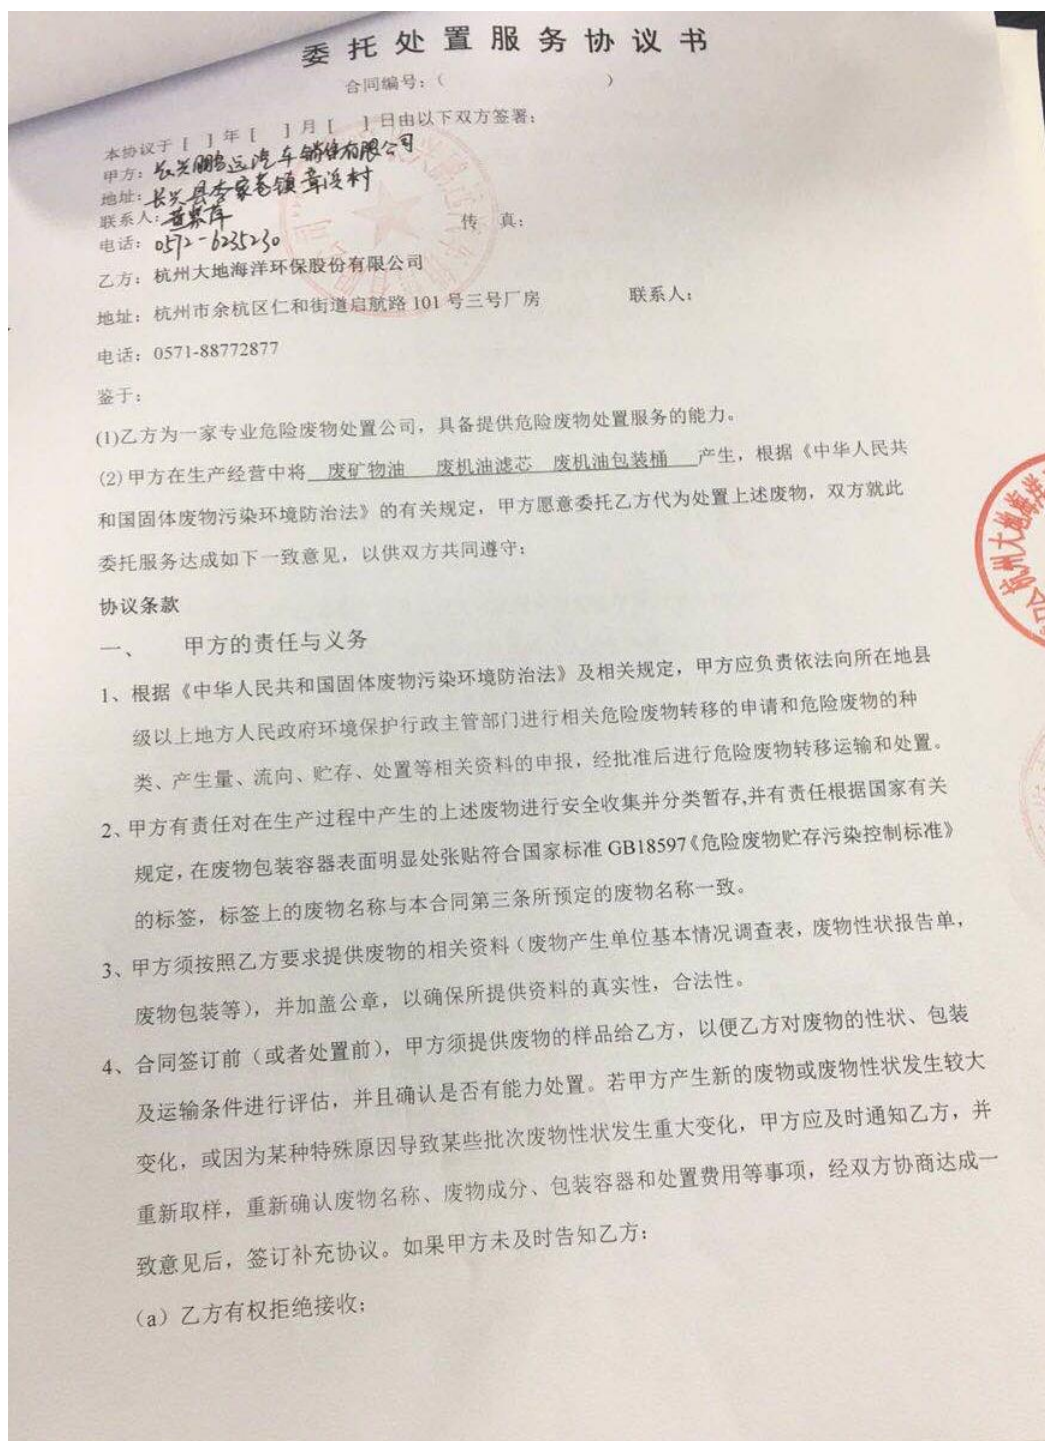 委托处置服务协议书
合同编号：（ ）
本协议于 [ ] 年 [ ] 月 [ ] 日由以下双方签署：
甲方：长兴鹏远汽车销售有限公司
地址：长兴县李家巷镇章浜村
联系人： 传 真：
电话：0572-6235230
乙方：杭州大地海洋环保股份有限公司
地址：杭州市余杭区仁和街道启航路 101 号三号厂房 联系人：
电话：0571-88772877
鉴于：
(1)乙方为一家专业危险废物处置公司，具备提供危险废物处置服务的能力。
(2) 甲方在生产经营中将 废矿物油 废机油滤芯 废机油包装桶 产生，根据《中华人民共
和国固体废物污染环境防治法》的有关规定，甲方愿意委托乙方代为处置上述废物，双方就此
委托服务达成如下一致意见，以供双方共同遵守：
协议条款
一、 甲方的责任与义务
1、根据《中华人民共和国固体废物污染环境防治法》及相关规定，甲方应负责依法向所在地县
级以上地方人民政府环境保护行政主管部门进行相关危险废物转移的申请和危险废物的种
类、产生量、流向、贮存、处置等相关资料的申报，经批准后进行危险废物转移运输和处置。
2、甲方有责任对在生产过程中产生的上述废物进行安全收集并分类暂存,并有责任根据国家有关
规定，在废物包装容器表面明显处张贴符合国家标准 GB18597《危险废物贮存污染控制标准》
的标签，标签上的废物名称与本合同第三条所预定的废物名称一致。
3、甲方须按照乙方要求提供废物的相关资料（废物产生单位基本情况调查表，废物性状报告单，
废物包装等），并加盖公章，以确保所提供资料的真实性，合法性。
4、合同签订前（或者处置前），甲方须提供废物的样品给乙方，以便乙方对废物的性状、包装
及运输条件进行评估，并且确认是否有能力处置。若甲方产生新的废物或废物性状发生较大
变化，或因为某种特殊原因导致某些批次废物性状发生重大变化，甲方应及时通知乙方，并
重新取样，重新确认废物名称、废物成分、包装容器和处置费用等事项，经双方协商达成一
致意见后，签订补充协议。如果甲方未及时告知乙方：
（a）乙方有权拒绝接收；
杭州大地海洋